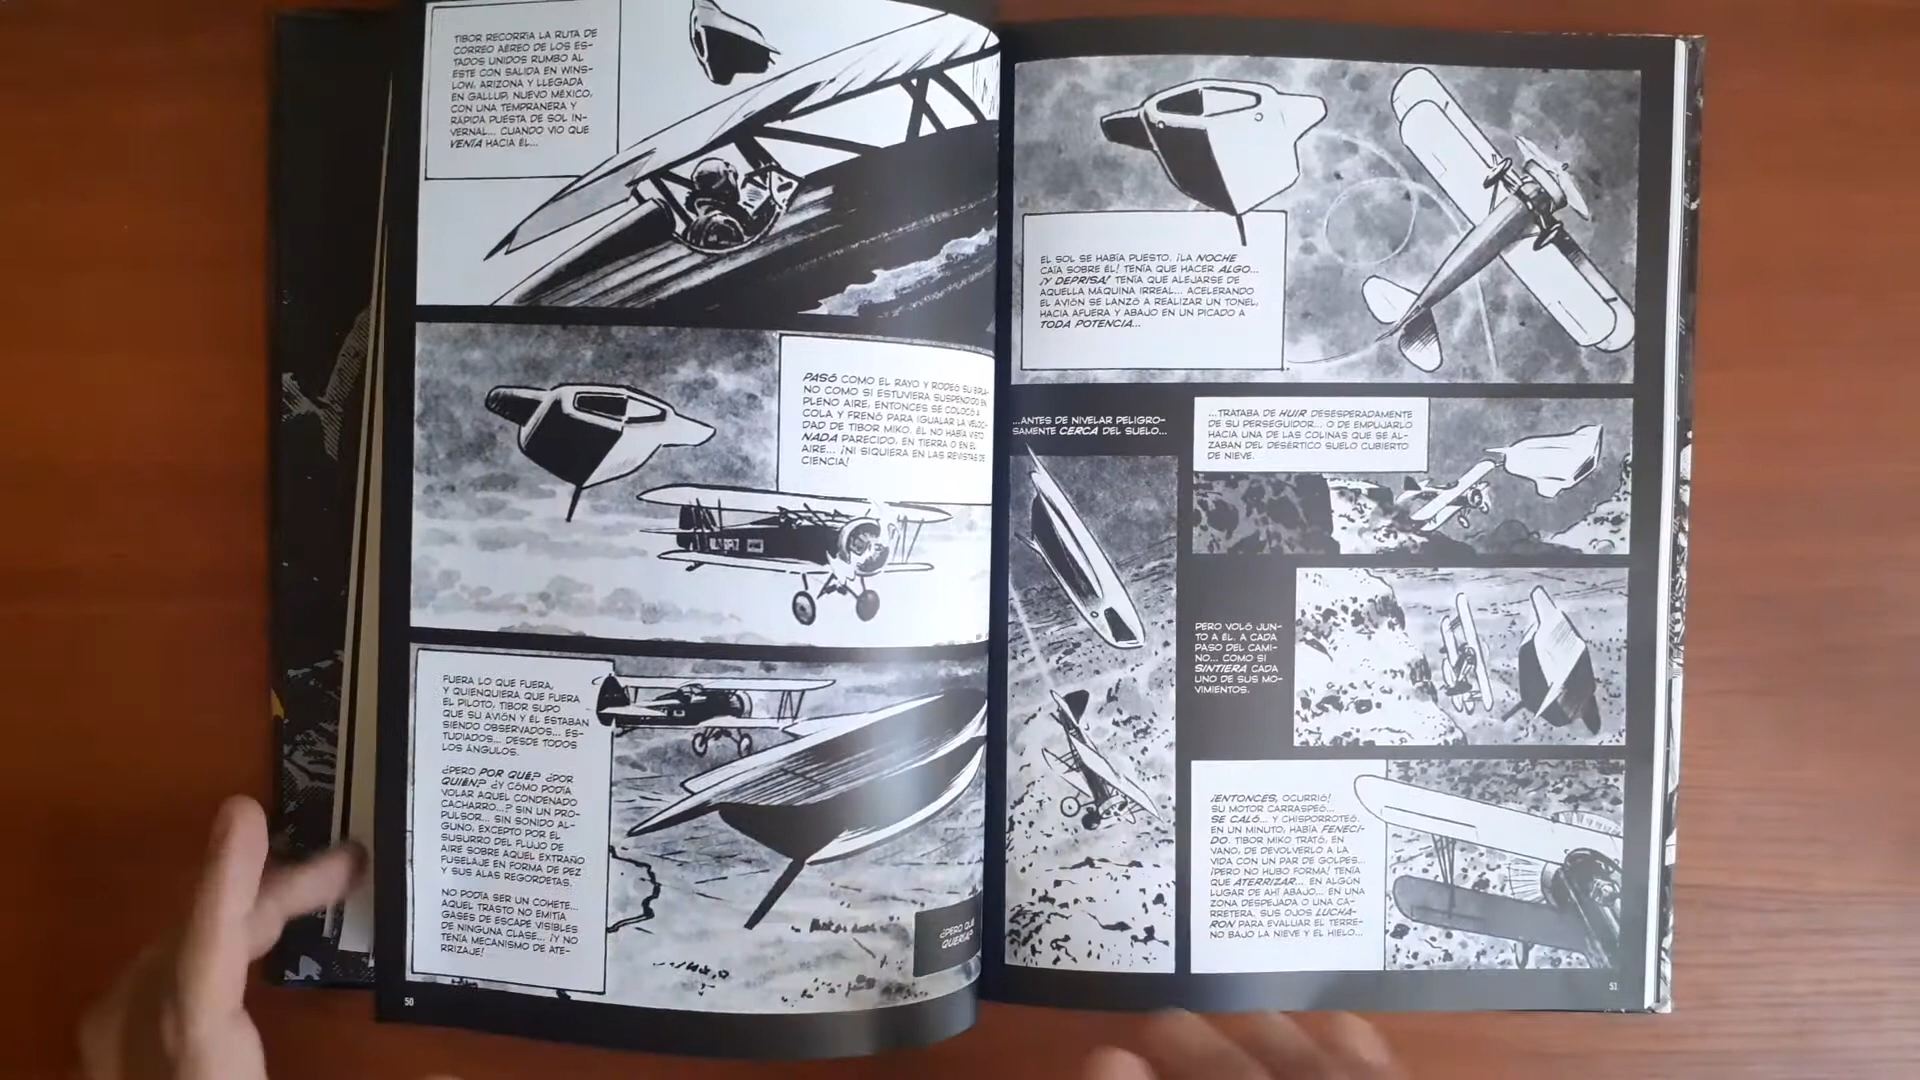 TIBOR RECORRÍA LA RUTA DE
CORREO AÉREO DE LOS ES-
TADOS UNIDOS RUMBO AL
ESTE CON SALIDA EN WINS-
LOW, ARIZONA Y LLEGADA
EN GALLUP, NUEVO MÉXICO,
CON UNA TEMPRANERA Y
RÁPIDA PUESTA DE SOL IN-
VERNAL... CUANDO VIO QUE
VENÍA HACIA ÉL...
PASÓ COMO EL RAYO Y RODEÓ SU BIPLA-
NO COMO SI ESTUVIERA SUSPENDIDO EN
PLENO AIRE, ENTONCES SE COLOCÓ A
COLA Y FRENÓ PARA IGUALAR LA VELOCI-
DAD DE TIBOR MIKO. ÉL NO HABÍA VISTO
NADA PARECIDO, EN TIERRA O EN EL
AIRE... ¡NI SIQUIERA EN LAS REVISTAS DE
CIENCIA!
FUERA LO QUE FUERA,
Y QUIENQUIERA QUE FUERA
EL PILOTO, TIBOR SUPO
QUE SU AVIÓN Y ÉL ESTABAN
SIENDO OBSERVADOS... ES-
TUDIADOS... DESDE TODOS
LOS ÁNGULOS.
¿PERO POR QUÉ? ¿POR
QUIÉN? ¿Y CÓMO PODÍA
VOLAR AQUEL CONDENADO
CACHARRO...? SIN UN PRO-
PULSOR... SIN SONIDO AL-
GUNO, EXCEPTO POR EL
SUSURRO DEL FLUJO DE
AIRE SOBRE AQUEL EXTRAÑO
FUSELAJE EN FORMA DE PEZ
Y SUS ALAS REGORDETAS.
NO PODÍA SER UN COHETE...
AQUEL TRASTO NO EMITÍA
GASES DE ESCAPE VISIBLES
DE NINGUNA CLASE... ¡Y NO
TENÍA MECANISMO DE ATE-
RRIZAJE!
¿PERO QUÉ
QUERÍA?
50
EL SOL SE HABÍA PUESTO. ¡LA NOCHE
CAÍA SOBRE ÉL! TENÍA QUE HACER ALGO...
¡Y DEPRISA! TENÍA QUE ALEJARSE DE
AQUELLA MÁQUINA IRREAL... ACELERANDO
EL AVIÓN SE LANZÓ A REALIZAR UN TONEL,
HACIA AFUERA Y ABAJO EN UN PICADO A
TODA POTENCIA...
...ANTES DE NIVELAR PELIGRO-
SAMENTE CERCA DEL SUELO...
...TRATABA DE HUIR DESESPERADAMENTE
DE SU PERSEGUIDOR... O DE EMPUJARLO
HACIA UNA DE LAS COLINAS QUE SE AL-
ZABAN DEL DESÉRTICO SUELO CUBIERTO
DE NIEVE.
PERO VOLÓ JUN-
TO A ÉL. A CADA
PASO DEL CAMI-
NO... COMO SI
SINTIERA CADA
UNO DE SUS MO-
VIMIENTOS.
¡ENTONCES, OCURRIÓ!
SU MOTOR CARRASPEÓ...
SE CALÓ... Y CHISPORROTEÓ.
EN UN MINUTO, HABÍA FENECI-
DO. TIBOR MIKO TRATÓ, EN
VANO, DE DEVOLVERLO A LA
VIDA CON UN PAR DE GOLPES...
¡PERO NO HUBO FORMA! TENÍA
QUE ATERRIZAR... EN ALGÚN
LUGAR DE AHÍ ABAJO... EN UNA
ZONA DESPEJADA O UNA CA-
RRETERA. SUS OJOS LUCHA-
RON PARA EVALUAR EL TERRE-
NO BAJO LA NIEVE Y EL HIELO...
51